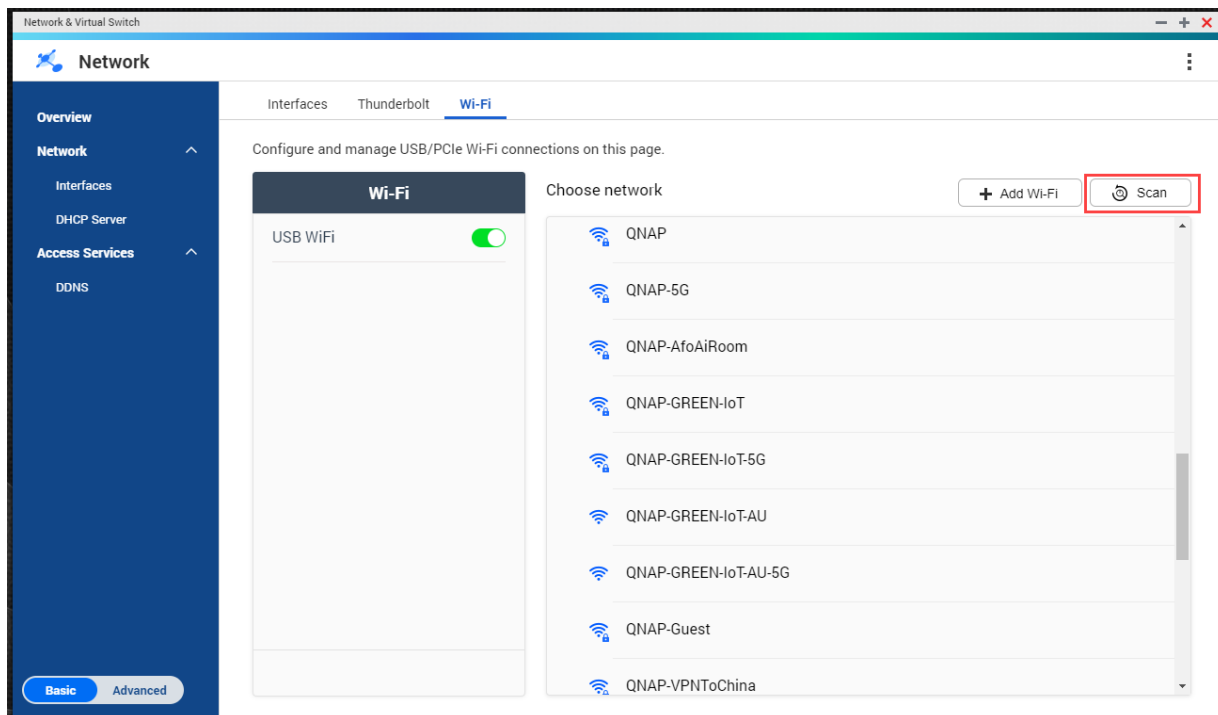 Network & Virtual Switch
Network
Overview
Network
Interfaces
DHCP Server
Access Services
DDNS
Basic Advanced
Interfaces Thunderbolt Wi-Fi
Configure and manage USB/PCIe Wi-Fi connections on this page.
Wi-Fi
USB WiFi
Choose network
Add Wi-Fi
Scan
QNAP
QNAP-5G
QNAP-AfoAiRoom
QNAP-GREEN-IoT
QNAP-GREEN-IoT-5G
QNAP-GREEN-IoT-AU
QNAP-GREEN-IoT-AU-5G
QNAP-Guest
QNAP-VPNToChina